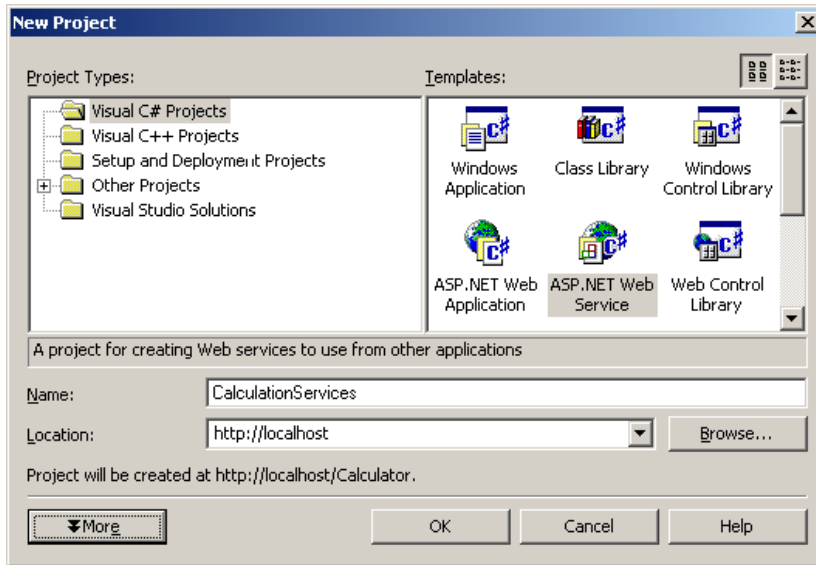 New Project
Project Types:
Templates:
Visual C# Projects
Visual C++ Projects
Setup and Deployment Projects
Other Projects
Visual Studio Solutions
Windows Application
Class Library
Windows Control Library
ASP.NET Web Application
ASP.NET Web Service
Web Control Library
A project for creating Web services to use from other applications
Name:
CalculationServices
Location:
http://localhost
Browse...
Project will be created at http://localhost/Calculator.
More
OK
Cancel
Help